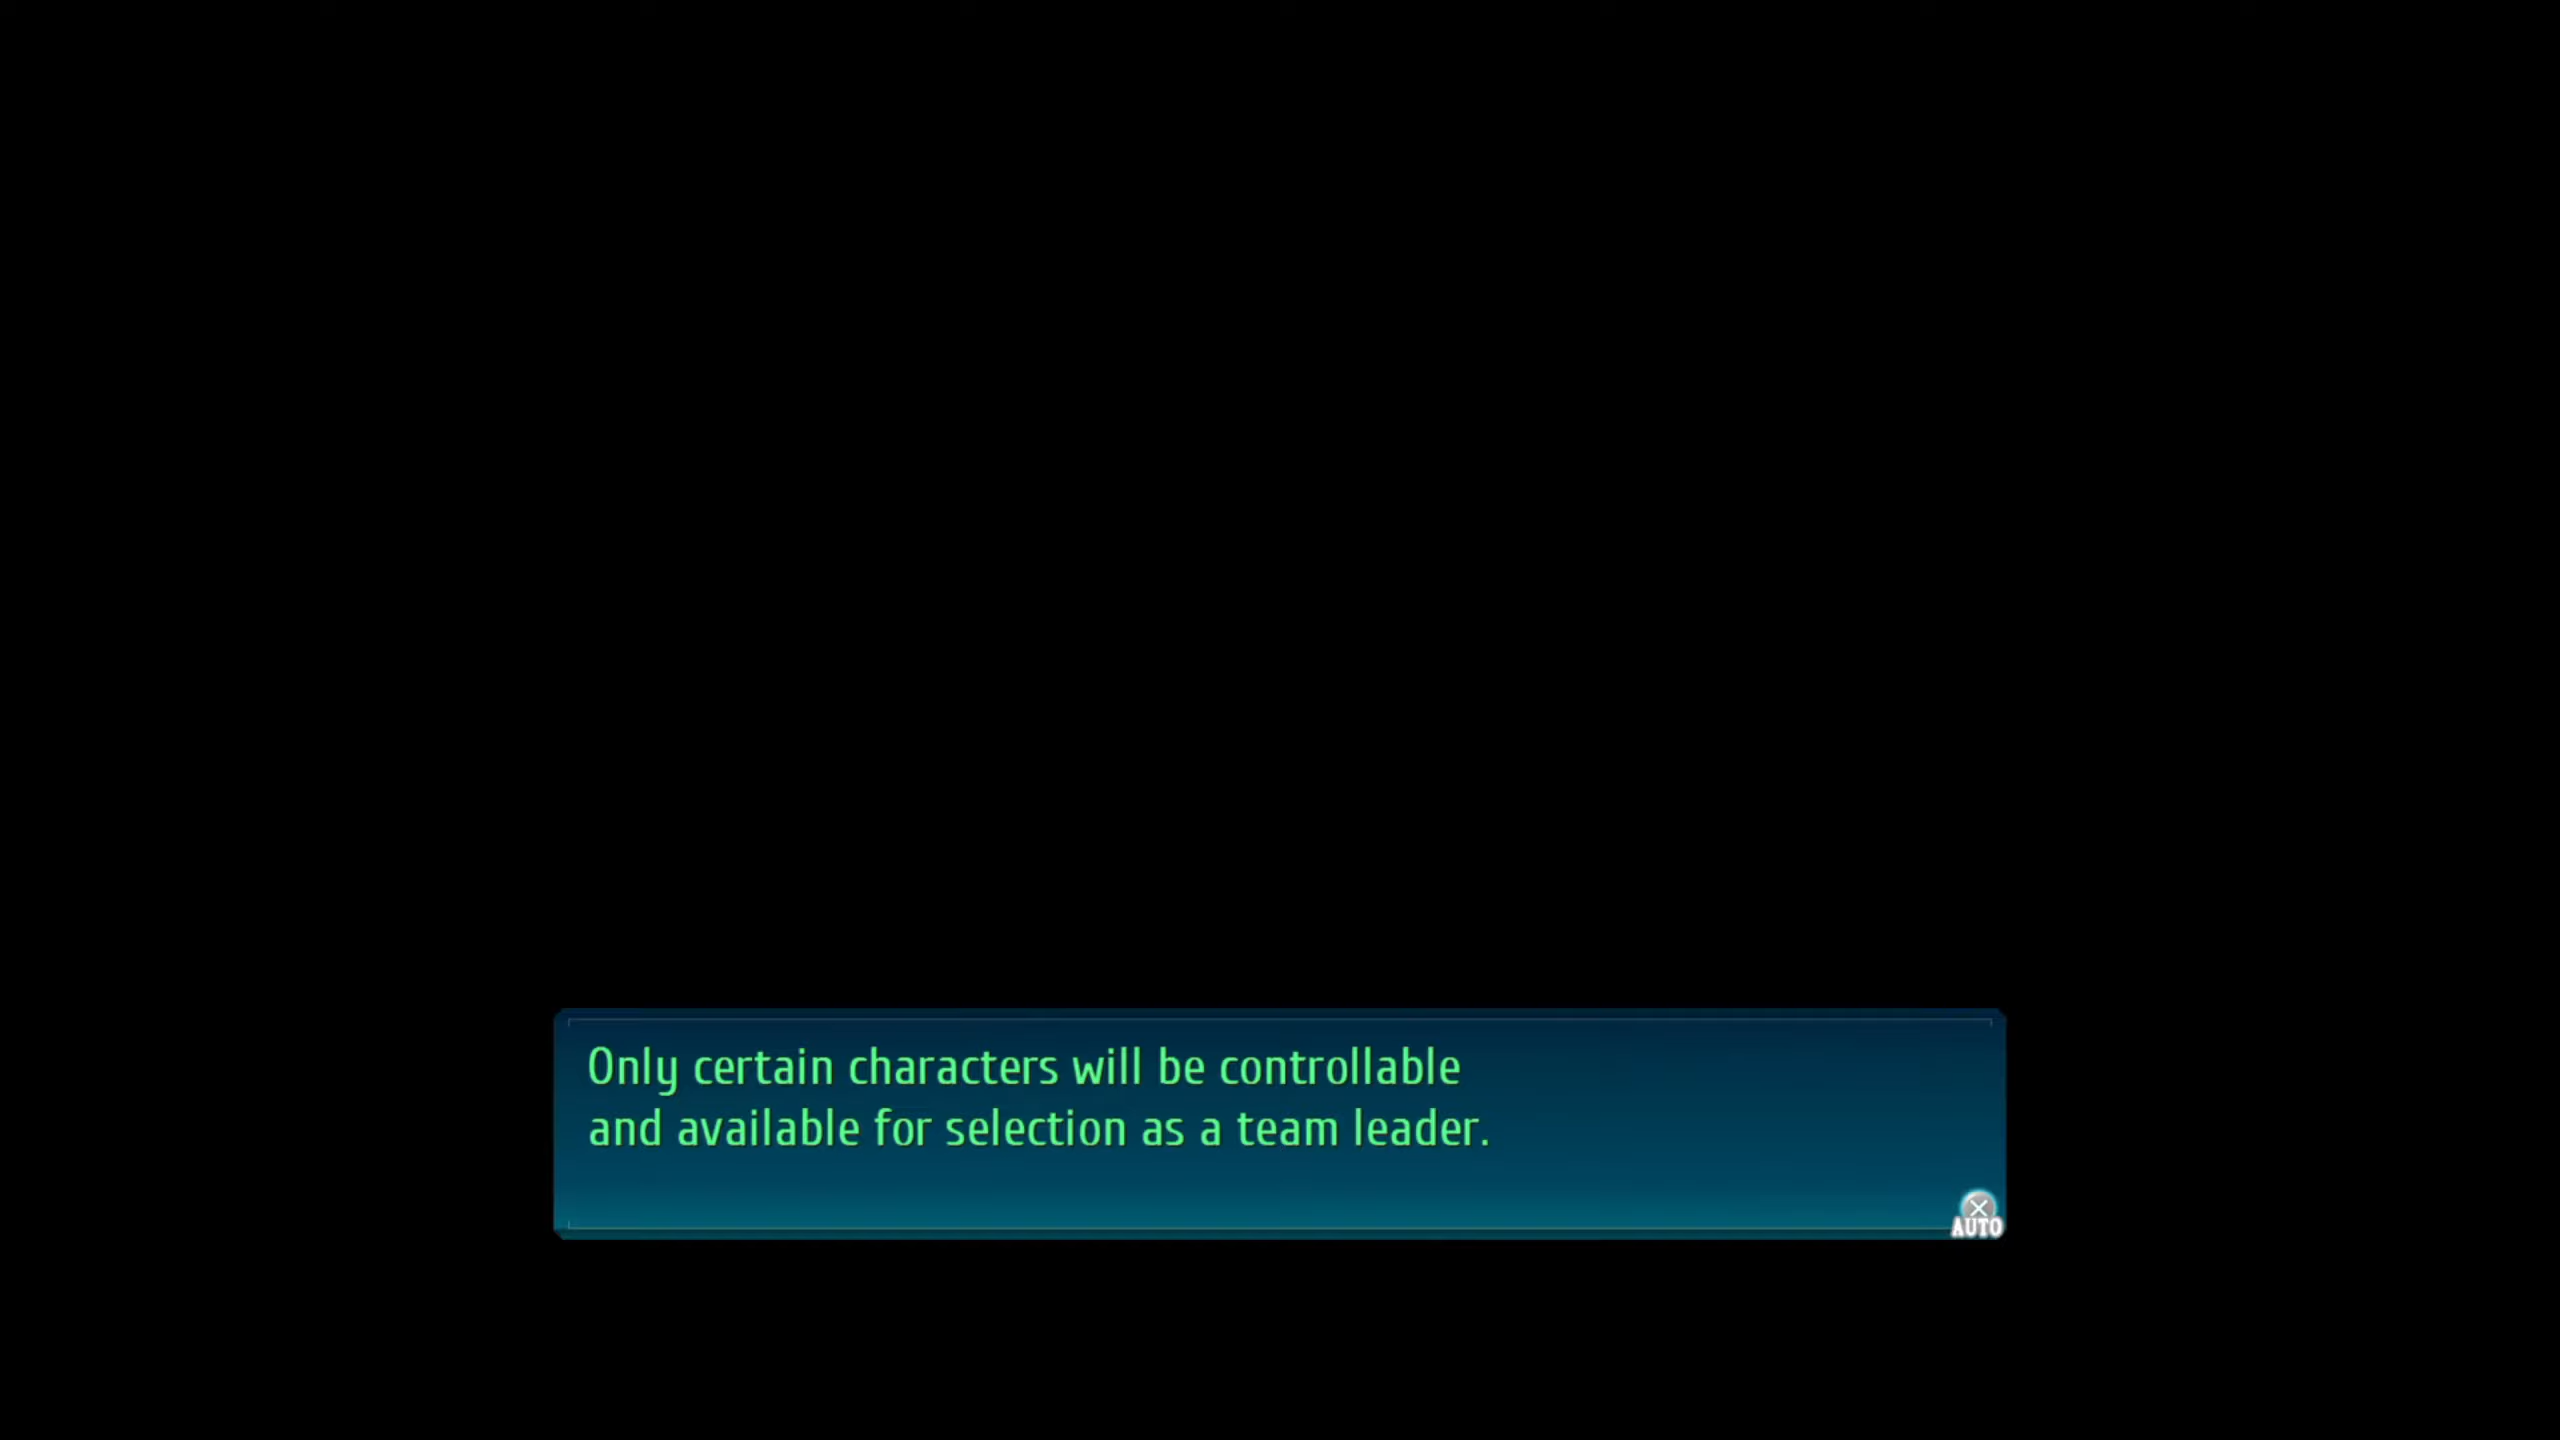 Only certain characters will be controllable
and available for selection as a team leader.
AUTO